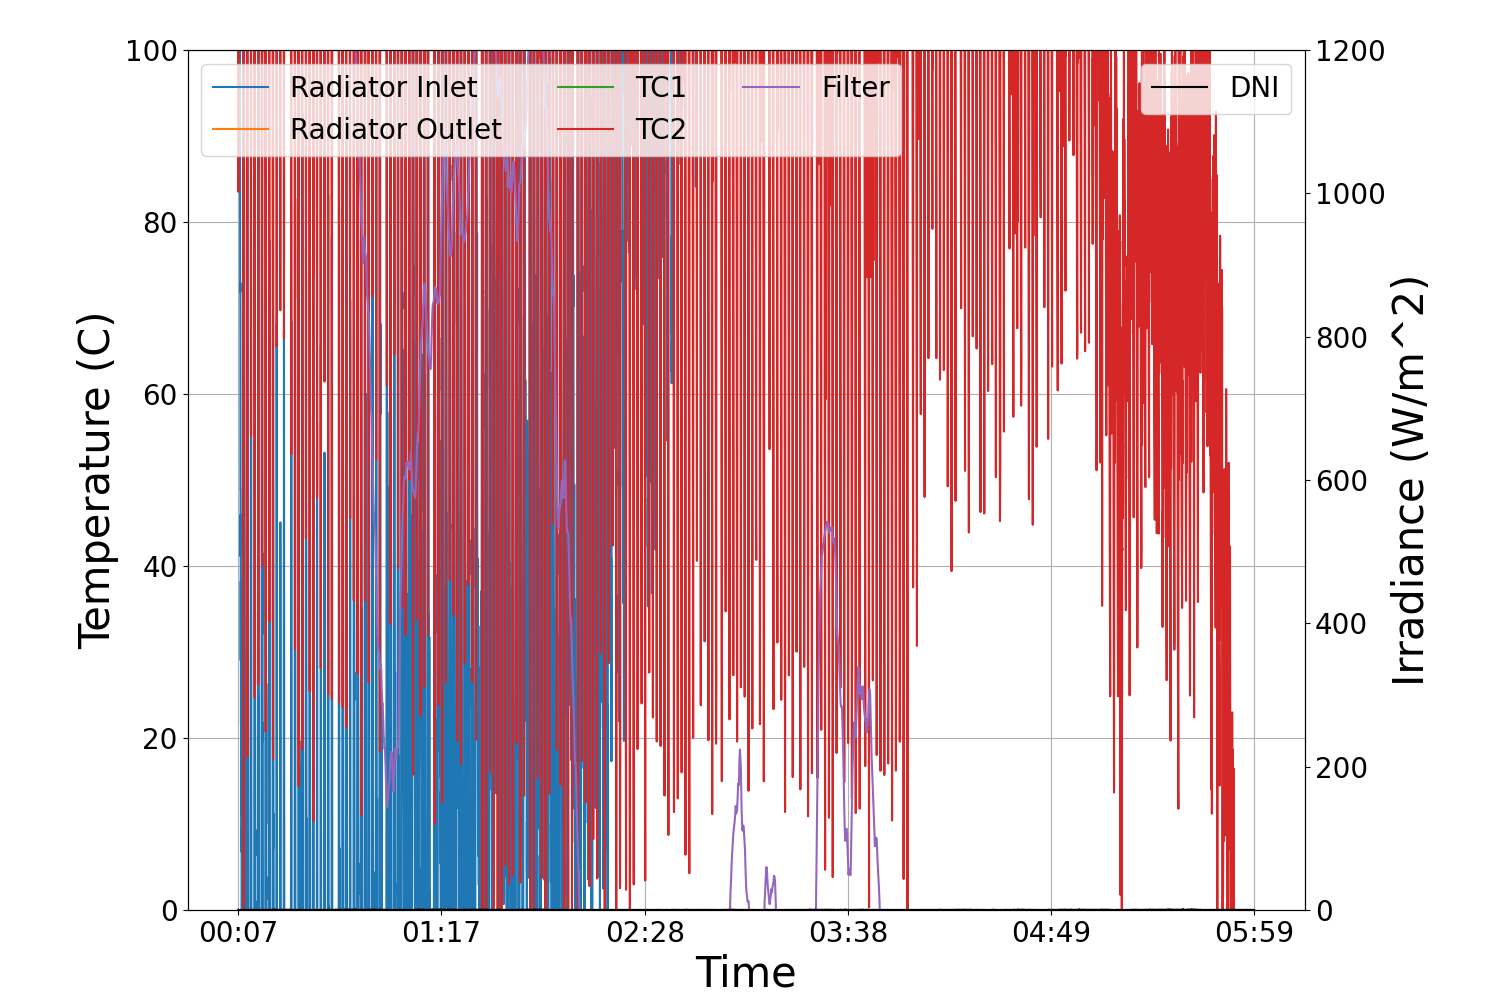 Radiator Inlet
Radiator Outlet
TC1
TC2
Filter
DNI
Temperature (C)
100
80
60
40
20
0
Irradiance (W/m^2)
1200
1000
800
600
400
200
0
00:07 01:17 02:28 03:38 04:49 05:59
Time